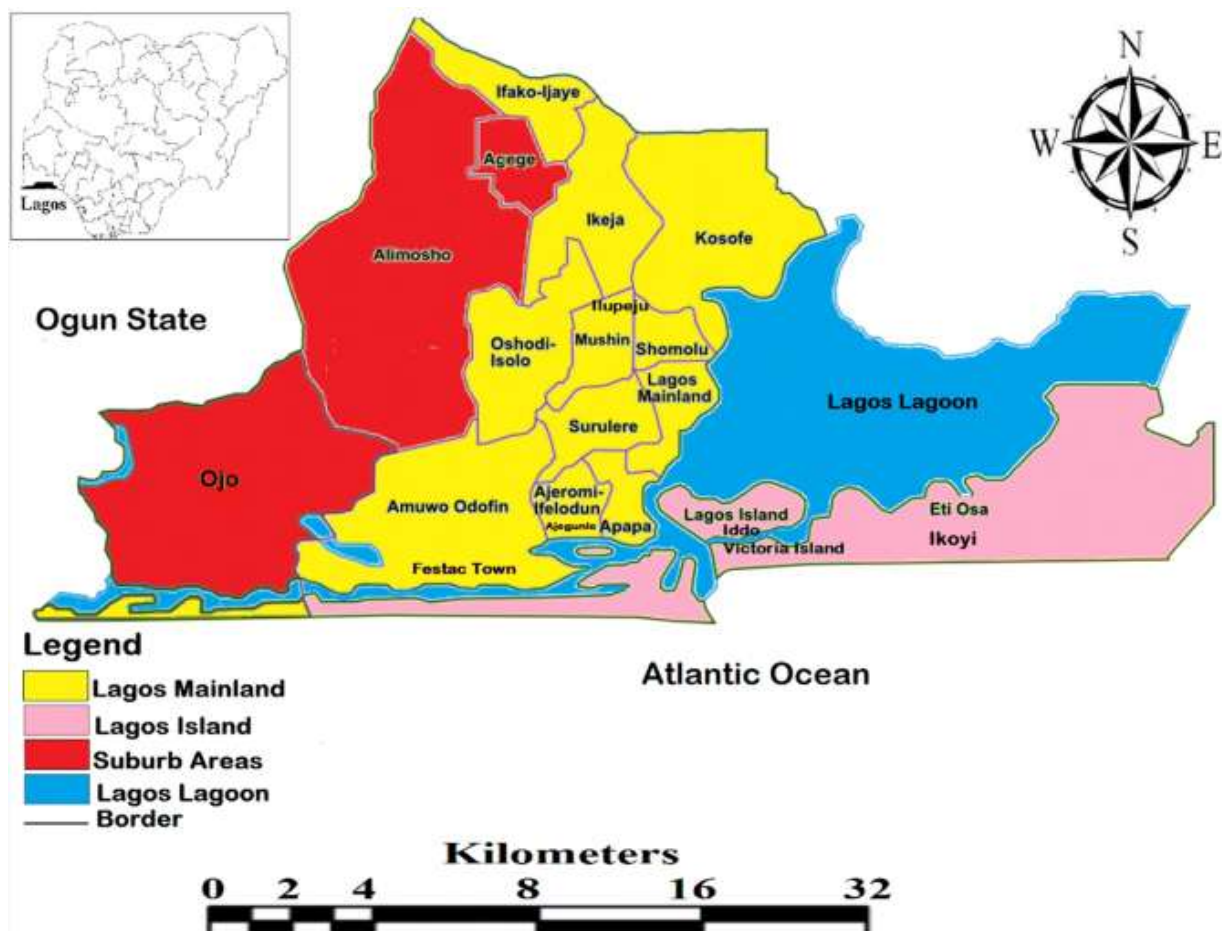 Lagos
N
W
E
S
Ifako-Ijaye
Agege
Ikeja
Kosofe
Alimosho
Ogun State
Ilupeju
Oshodi-
Isolo
Mushin
Shomolu
Lagos
Mainland
Lagos Lagoon
Surulere
Ojo
Amuwo Odofin
Ajeromi-
Ifelodun
Ajegunle
Apapa
Lagos Island
Iddo
Victoria Island
Eti Osa
Ikoyi
Festac Town
Atlantic Ocean
Legend
Lagos Mainland
Lagos Island
Suburb Areas
Lagos Lagoon
Border
Kilometers
0 2 4 8 16 32